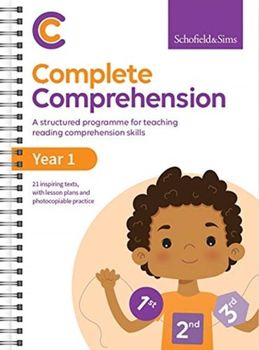 C
Schofield&Sims
Complete
Comprehension
A structured programme for teaching
reading comprehension skills
Year 1
21 inspiring texts,
with lesson plans and
photocopiable practice
1st
2nd
3rd